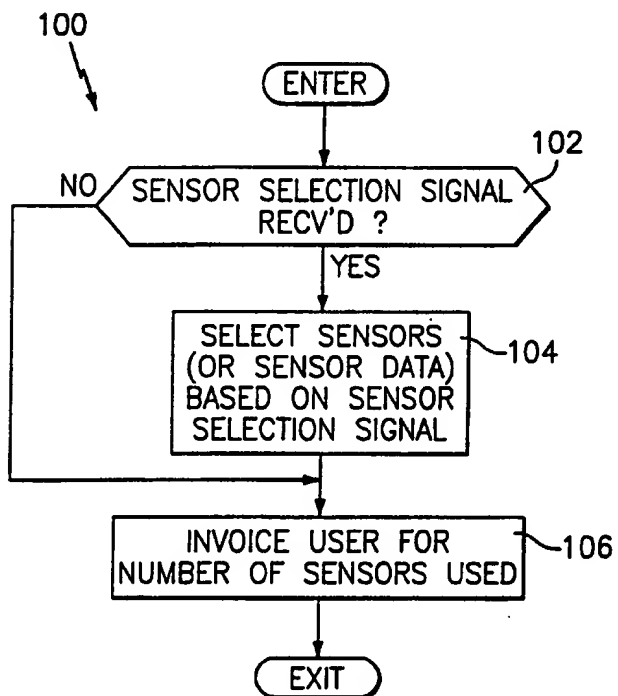 100
ENTER
102
NO
SENSOR SELECTION SIGNAL
RECV'D ?
YES
SELECT SENSORS
(OR SENSOR DATA)
BASED ON SENSOR
SELECTION SIGNAL
104
INVOICE USER FOR
NUMBER OF SENSORS USED
106
EXIT